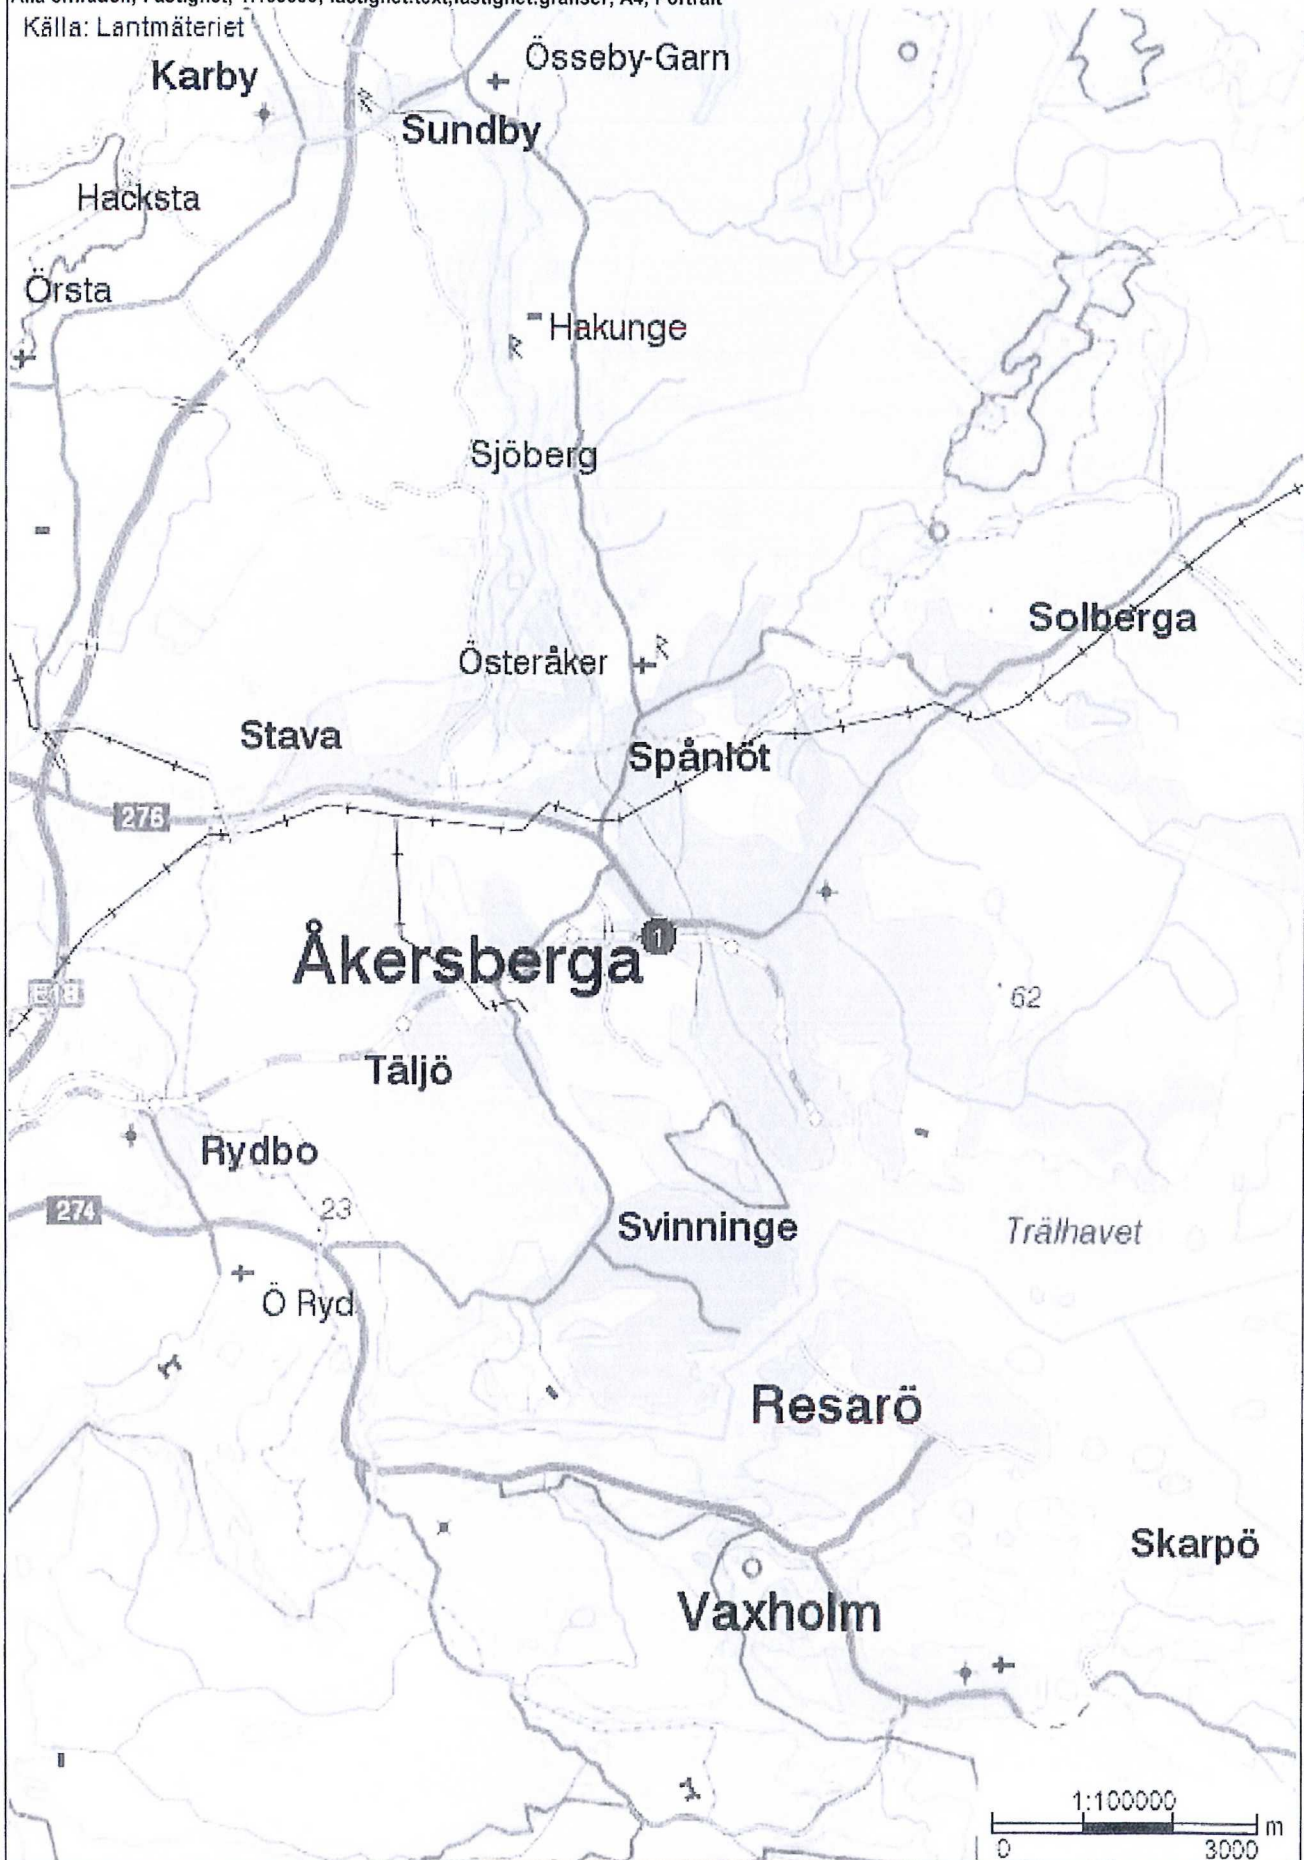 Källa: Lantmäteriet
Össeby-Garn
Karby
Sundby
Hacksta
Örsta
Hakunge
Sjöberg
Solberga
Österåker
Stava
Spånlöt
276
Åkersberga
1
E18
62
Täljö
Rydbo
274
23
Svinninge
Trälhavet
Ö Ryd
Resarö
Skarpö
Vaxholm
1:100000
m
0 3000